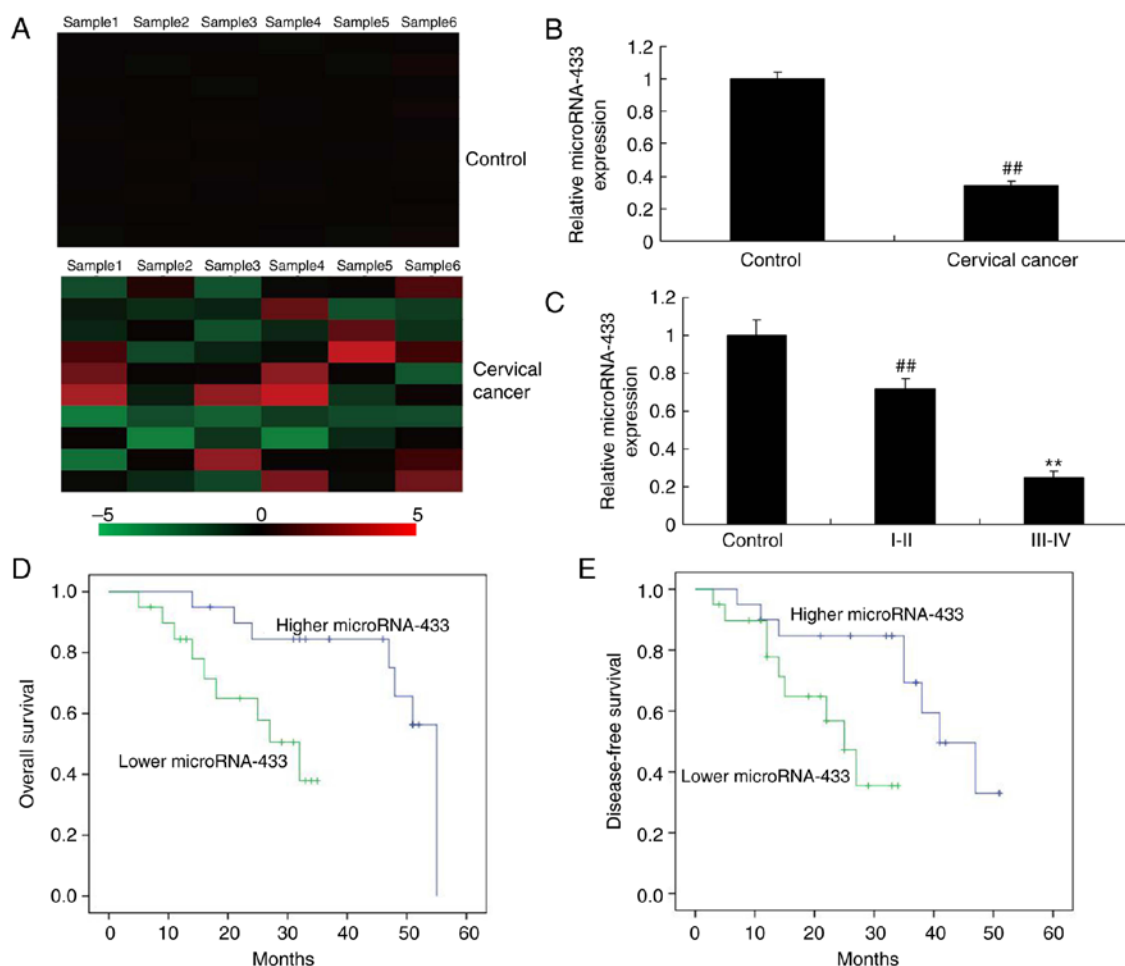 A
Sample1 Sample2 Sample3 Sample4 Sample5 Sample6
Control
Sample1 Sample2 Sample3 Sample4 Sample5 Sample6
Cervical
cancer
–5 0 5
B
Relative microRNA-433
expression
1.2
1
0.8
0.6
0.4
0.2
0
##
Control Cervical cancer
C
Relative microRNA-433
expression
1.2
1
0.8
0.6
0.4
0.2
0
##
**
Control I-II III-IV
D
Overall survival
1.0
0.8
0.6
0.4
0.2
0.0
Higher microRNA-433
Lower microRNA-433
0 10 20 30 40 50 60
Months
E
Disease-free survival
1.0
0.8
0.6
0.4
0.2
0.0
Higher microRNA-433
Lower microRNA-433
0 10 20 30 40 50 60
Months